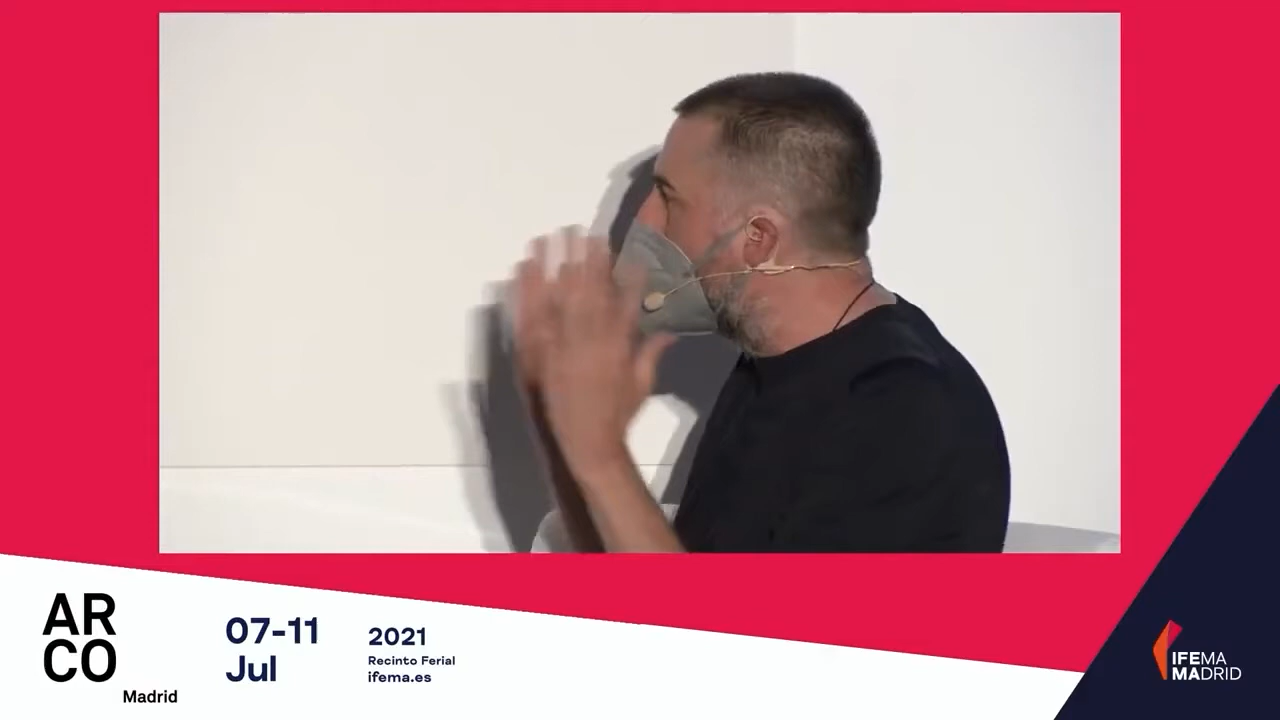 AR
CO
Madrid
07-11
Jul
2021
Recinto Ferial
ifema.es
IFEMA
MADRID